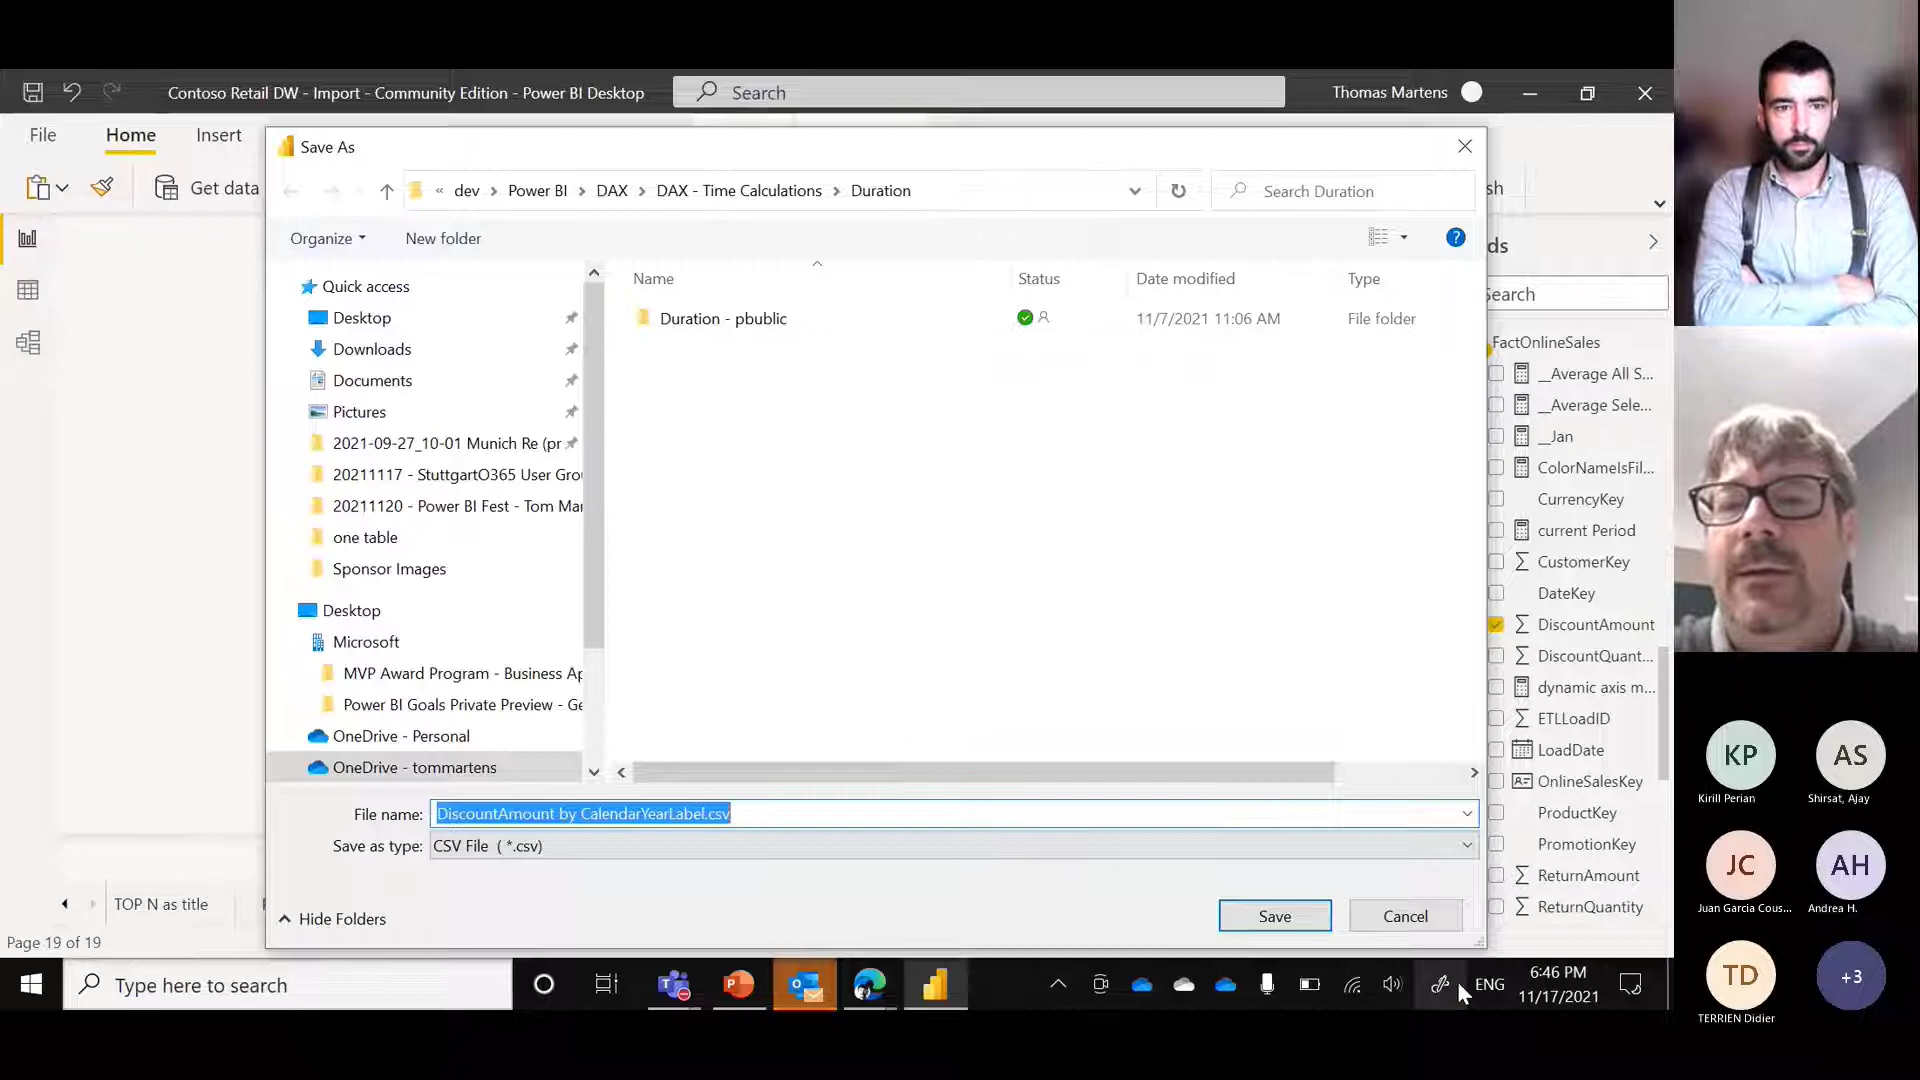 Contoso Retail DW - Import - Community Edition - Power BI Desktop
Search
Thomas Martens
File
Home
Insert
Get data
Save As
« dev > Power BI > DAX > DAX - Time Calculations > Duration
Search Duration
Organize
New folder
?
Quick access
Desktop
Downloads
Documents
Pictures
2021-09-27_10-01 Munich Re (pr
20211117 - StuttgartO365 User Gro
20211120 - Power BI Fest - Tom Mar
one table
Sponsor Images
Desktop
Microsoft
MVP Award Program - Business Ap
Power BI Goals Private Preview - Ge
OneDrive - Personal
OneDrive - tommartens
Name
Status
Date modified
Type
Duration - pbublic
11/7/2021 11:06 AM
File folder
File name:
DiscountAmount by CalendarYearLabel.csv
Save as type:
CSV File ( *.csv)
Hide Folders
Save
Cancel
sh
ds
Search
FactOnlineSales
__Average All S...
__Average Sele...
__Jan
ColorNameIsFil...
CurrencyKey
current Period
CustomerKey
DateKey
DiscountAmount
DiscountQuant...
dynamic axis m...
ETLLoadID
LoadDate
OnlineSalesKey
ProductKey
PromotionKey
ReturnAmount
ReturnQuantity
TOP N as title
Page 19 of 19
Type here to search
ENG
6:46 PM
11/17/2021
KP
Kirill Perian
AS
Shirsat, Ajay
JC
Juan Garcia Cous...
AH
Andrea H.
TD
TERRIEN Didier
+3